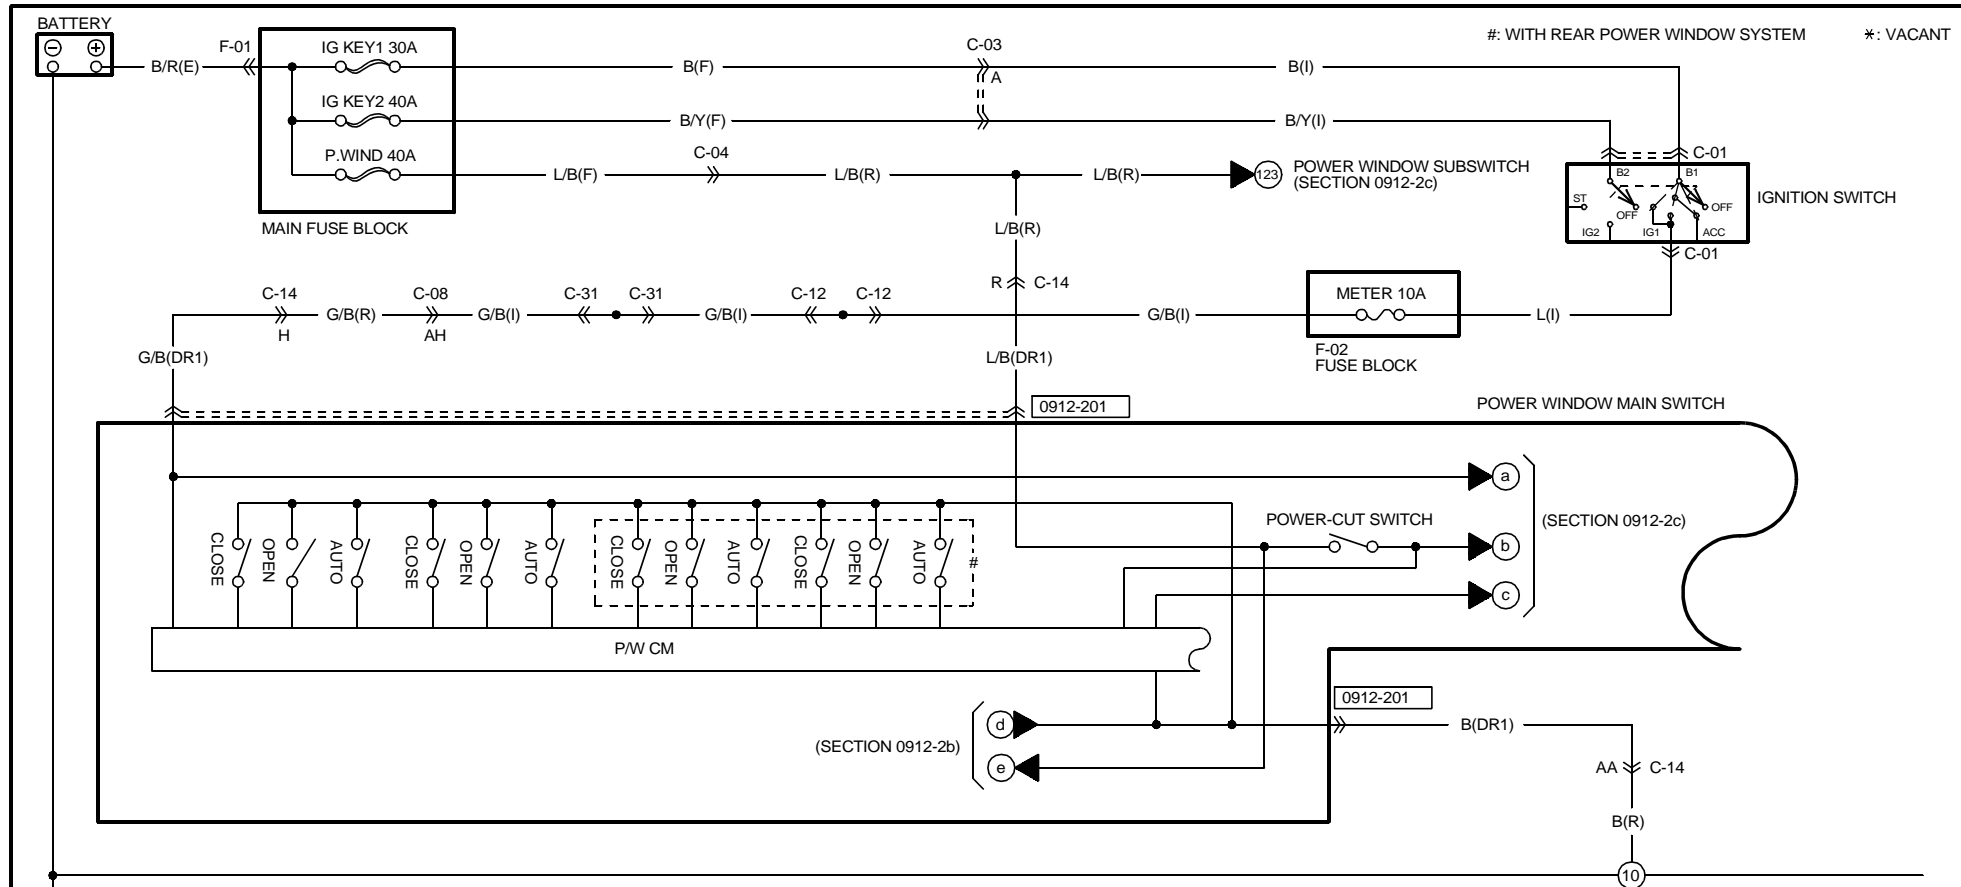 BATTERY
#: WITH REAR POWER WINDOW SYSTEM *: VACANT
F-01 IG KEY1 30A C-03
B/R(E) B(F) B(I)
A
IG KEY2 40A
B/Y(F) B/Y(I)
P.WIND 40A C-04 C-01
L/B(F) L/B(R) L/B(R) 123 POWER WINDOW SUBSWITCH
(SECTION 0912-2c)
B2 B1
ST OFF OFF
IG2 IG1 ACC
IGNITION SWITCH
MAIN FUSE BLOCK L/B(R)
C-01
R C-14
C-14 C-08 C-31 C-31 C-12 C-12 METER 10A
G/B(R) G/B(I) G/B(I) G/B(I) L(I)
H AH
F-02
FUSE BLOCK
G/B(DR1) L/B(DR1)
0912-201 POWER WINDOW MAIN SWITCH
a
POWER-CUT SWITCH (SECTION 0912-2c)
CLOSE OPEN AUTO CLOSE OPEN AUTO CLOSE OPEN AUTO CLOSE OPEN AUTO #
b
c
P/W CM
0912-201
d B(DR1)
(SECTION 0912-2b)
e AA C-14
B(R)
10